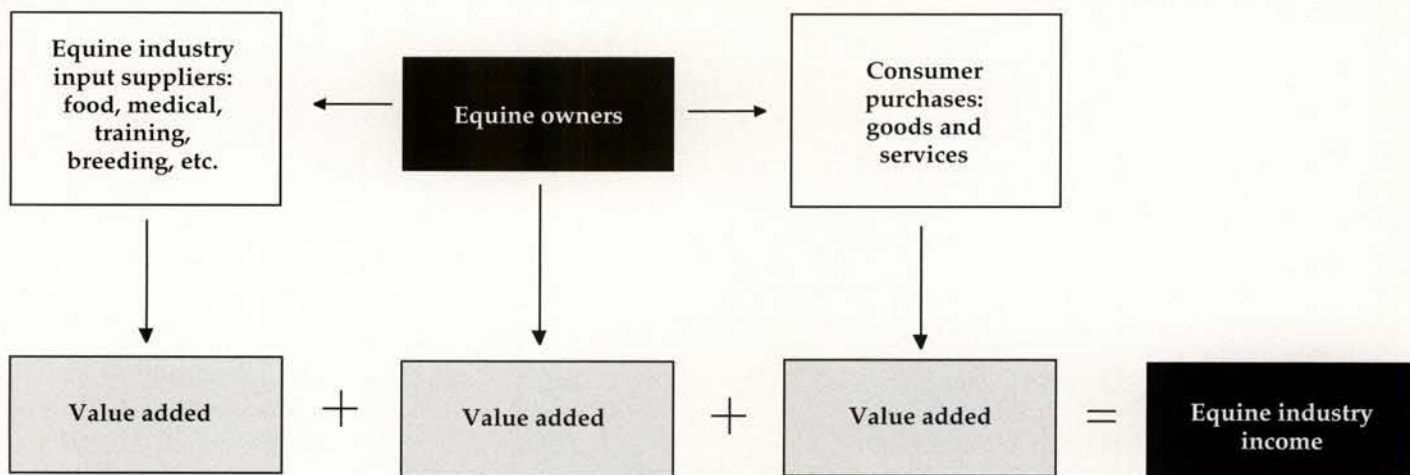 Equine industry
input suppliers:
food, medical,
training,
breeding, etc.
Equine owners
Consumer
purchases:
goods and
services
Value added
+
Value added
+
Value added
=
Equine industry
income